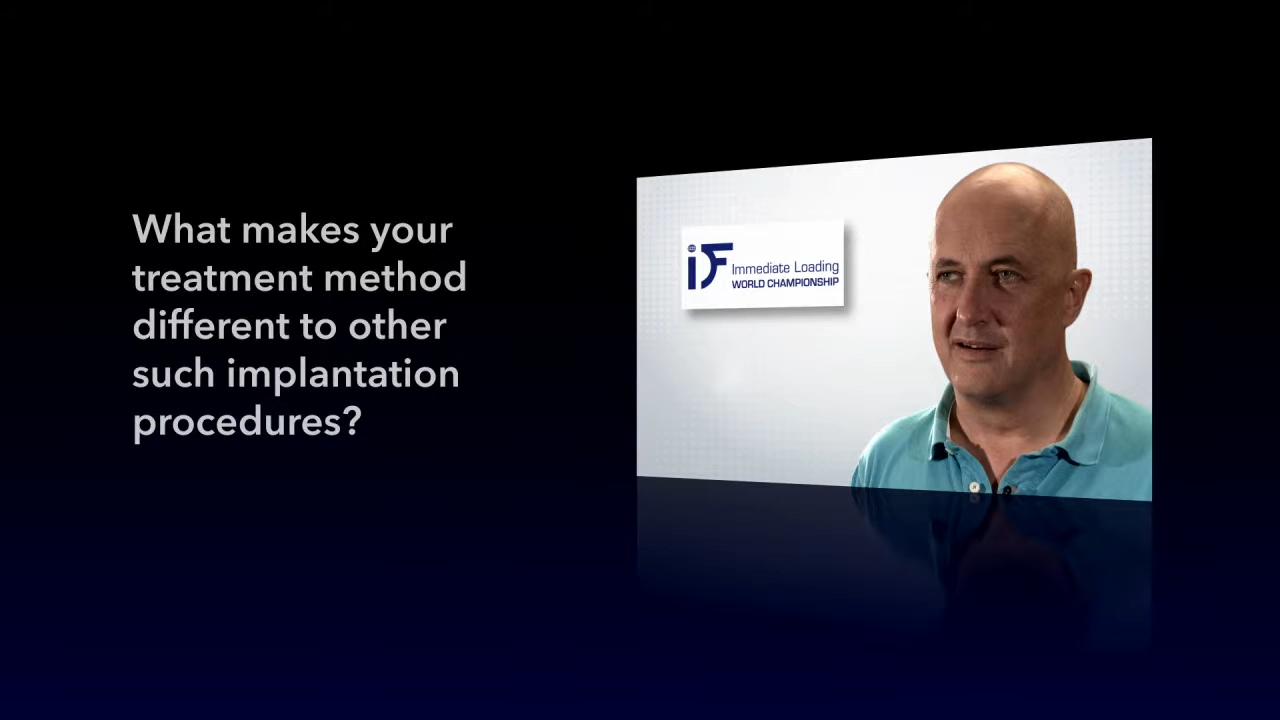 What makes your
treatment method
different to other
such implantation
procedures?
iF Immediate Loading
WORLD CHAMPIONSHIP